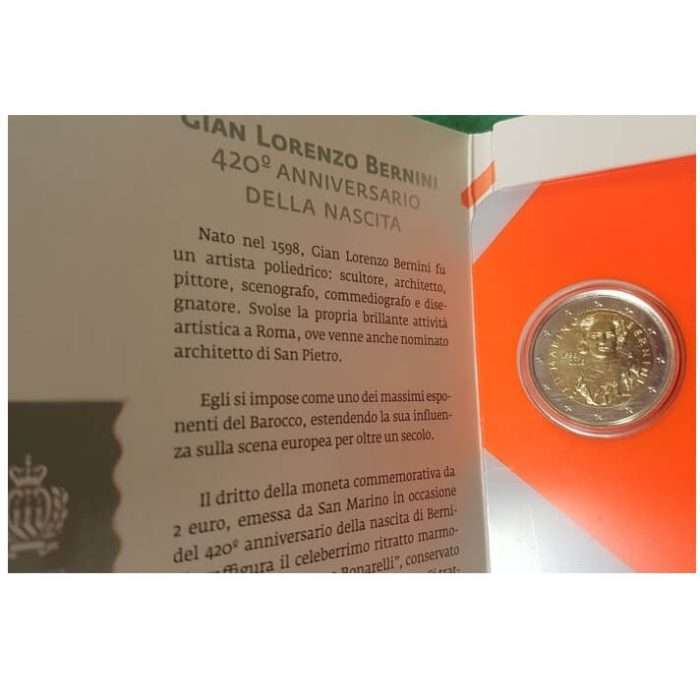 GIAN LORENZO BERNINI
420º ANNIVERSARIO
DELLA NASCITA
Nato nel 1598, Gian Lorenzo Bernini fu
un artista poliedrico: scultore, architetto,
pittore, scenografo, commediografo e dise-
gnatore. Svolse la propria brillante attività
artistica a Roma, ove venne anche nominato
architetto di San Pietro.
Egli si impose come uno dei massimi espo-
nenti del Barocco, estendendo la sua influen-
za sulla scena europea per oltre un secolo.
Il dritto della moneta commemorativa da
2 euro, emessa da San Marino in occasione
del 420º anniversario della nascita di Berni-
il celeberrimo ritratto marmo-
Bonarelli”, conservato
BERNINI